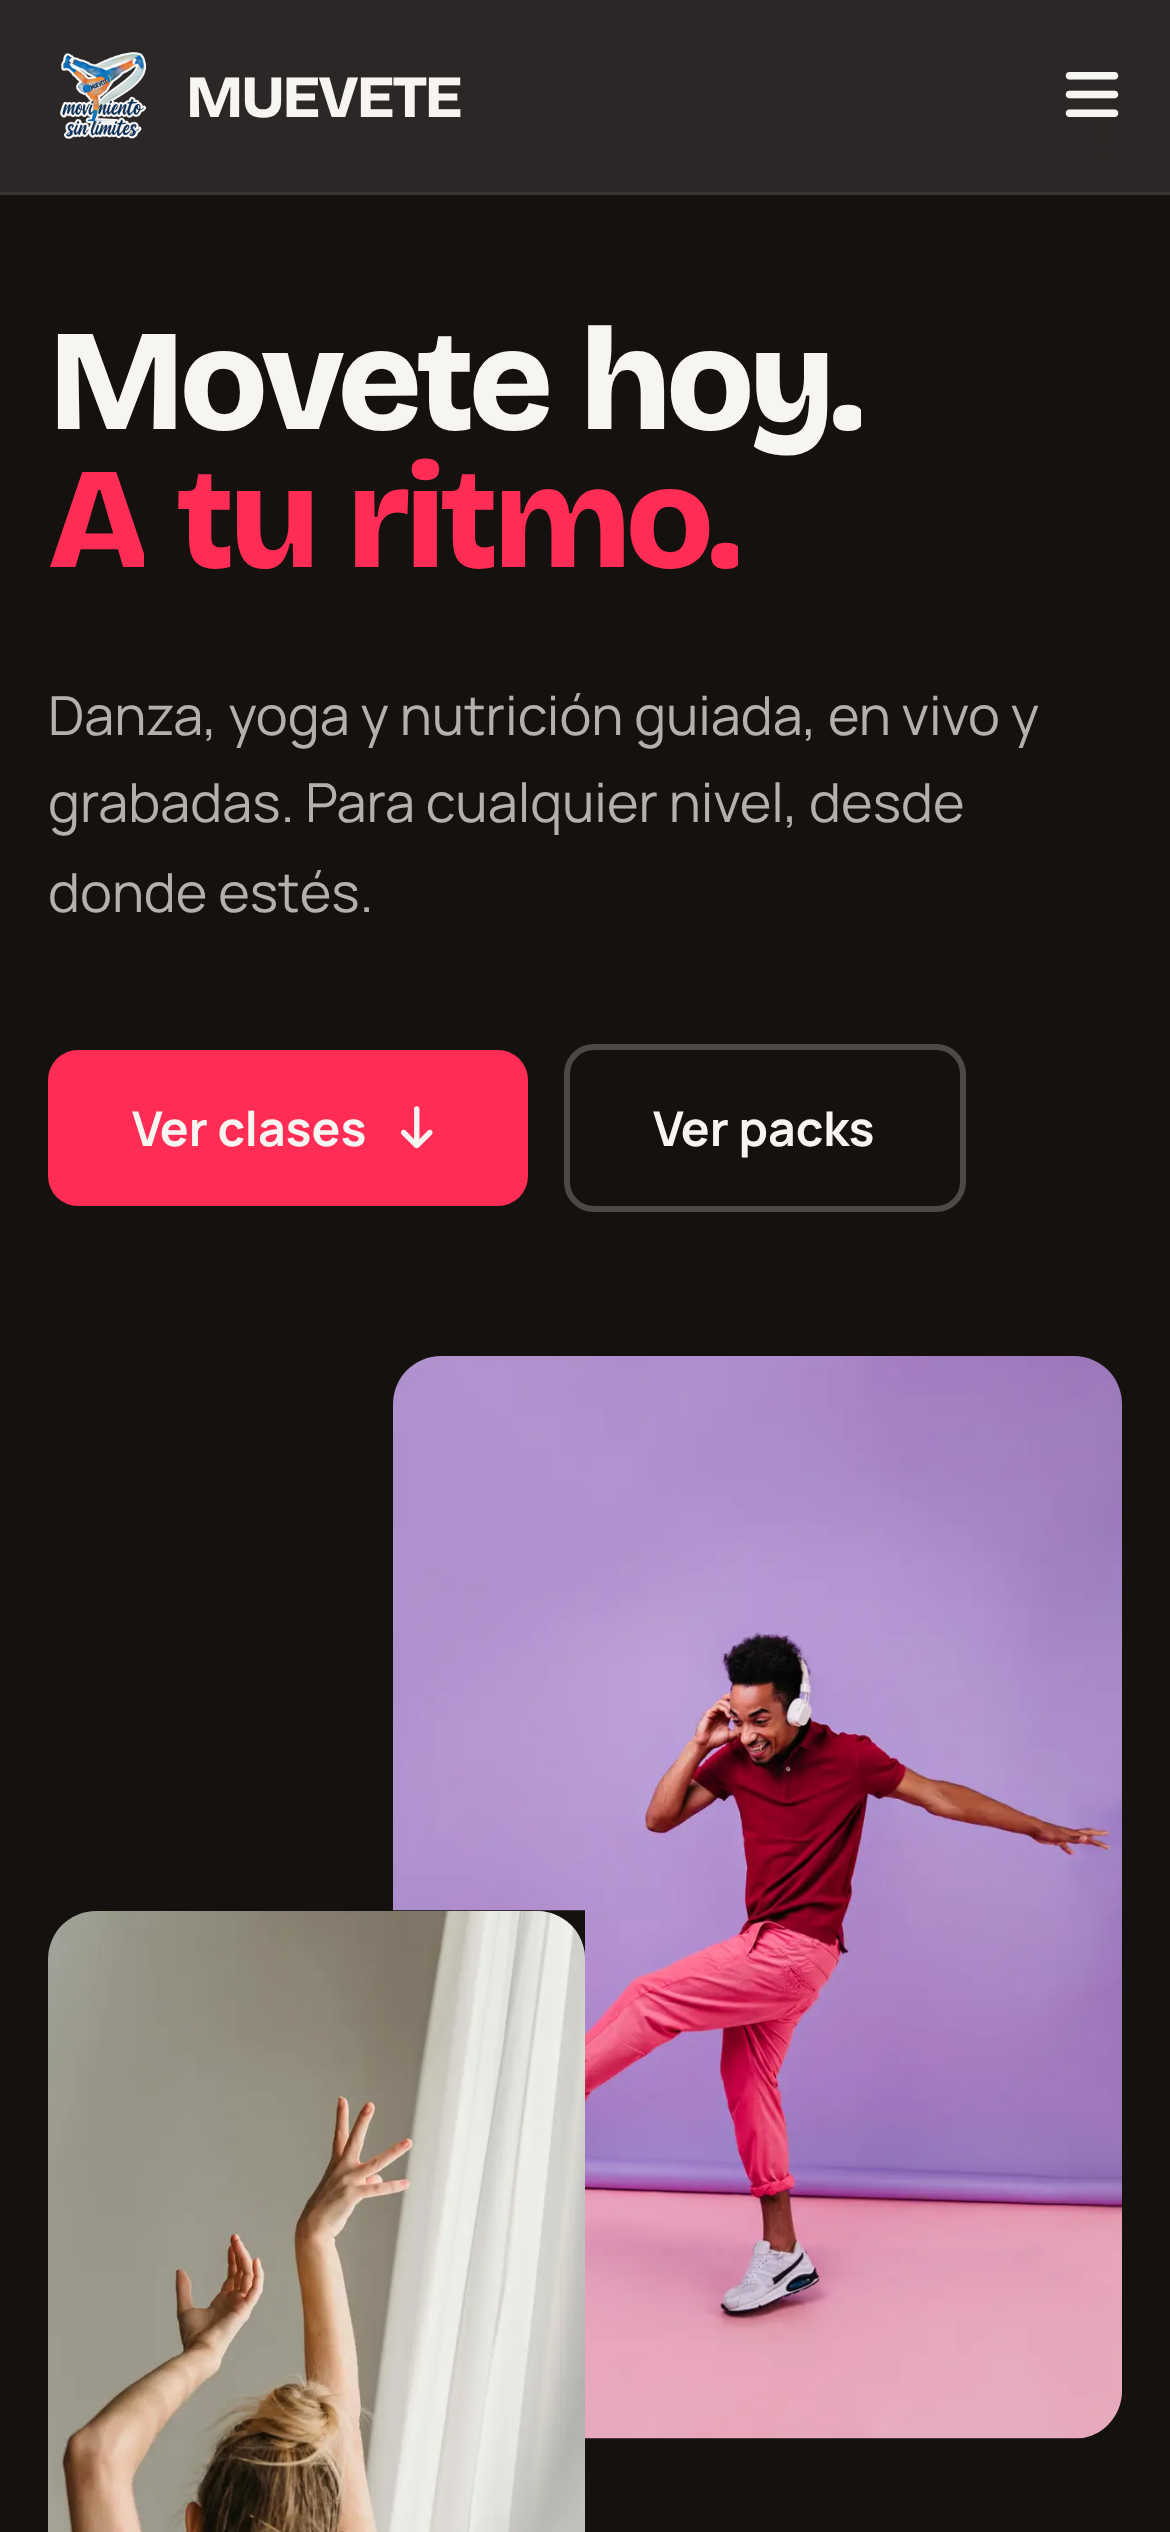 movimiento
sin límites
MUEVETE
Movete hoy.
A tu ritmo.
Danza, yoga y nutrición guiada, en vivo y
grabadas. Para cualquier nivel, desde
donde estés.
Ver clases ↓
Ver packs